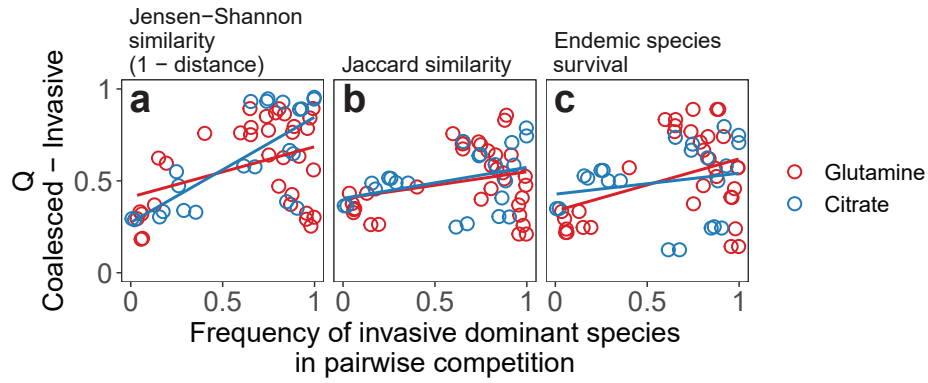 Jensen−Shannon
similarity
(1 − distance)
Jaccard similarity
Endemic species
survival
Q
Coalesced − Invasive
1
0.5
0
a
b
c
Glutamine
Citrate
0 0.5 1
0 0.5 1
0 0.5 1
Frequency of invasive dominant species
in pairwise competition